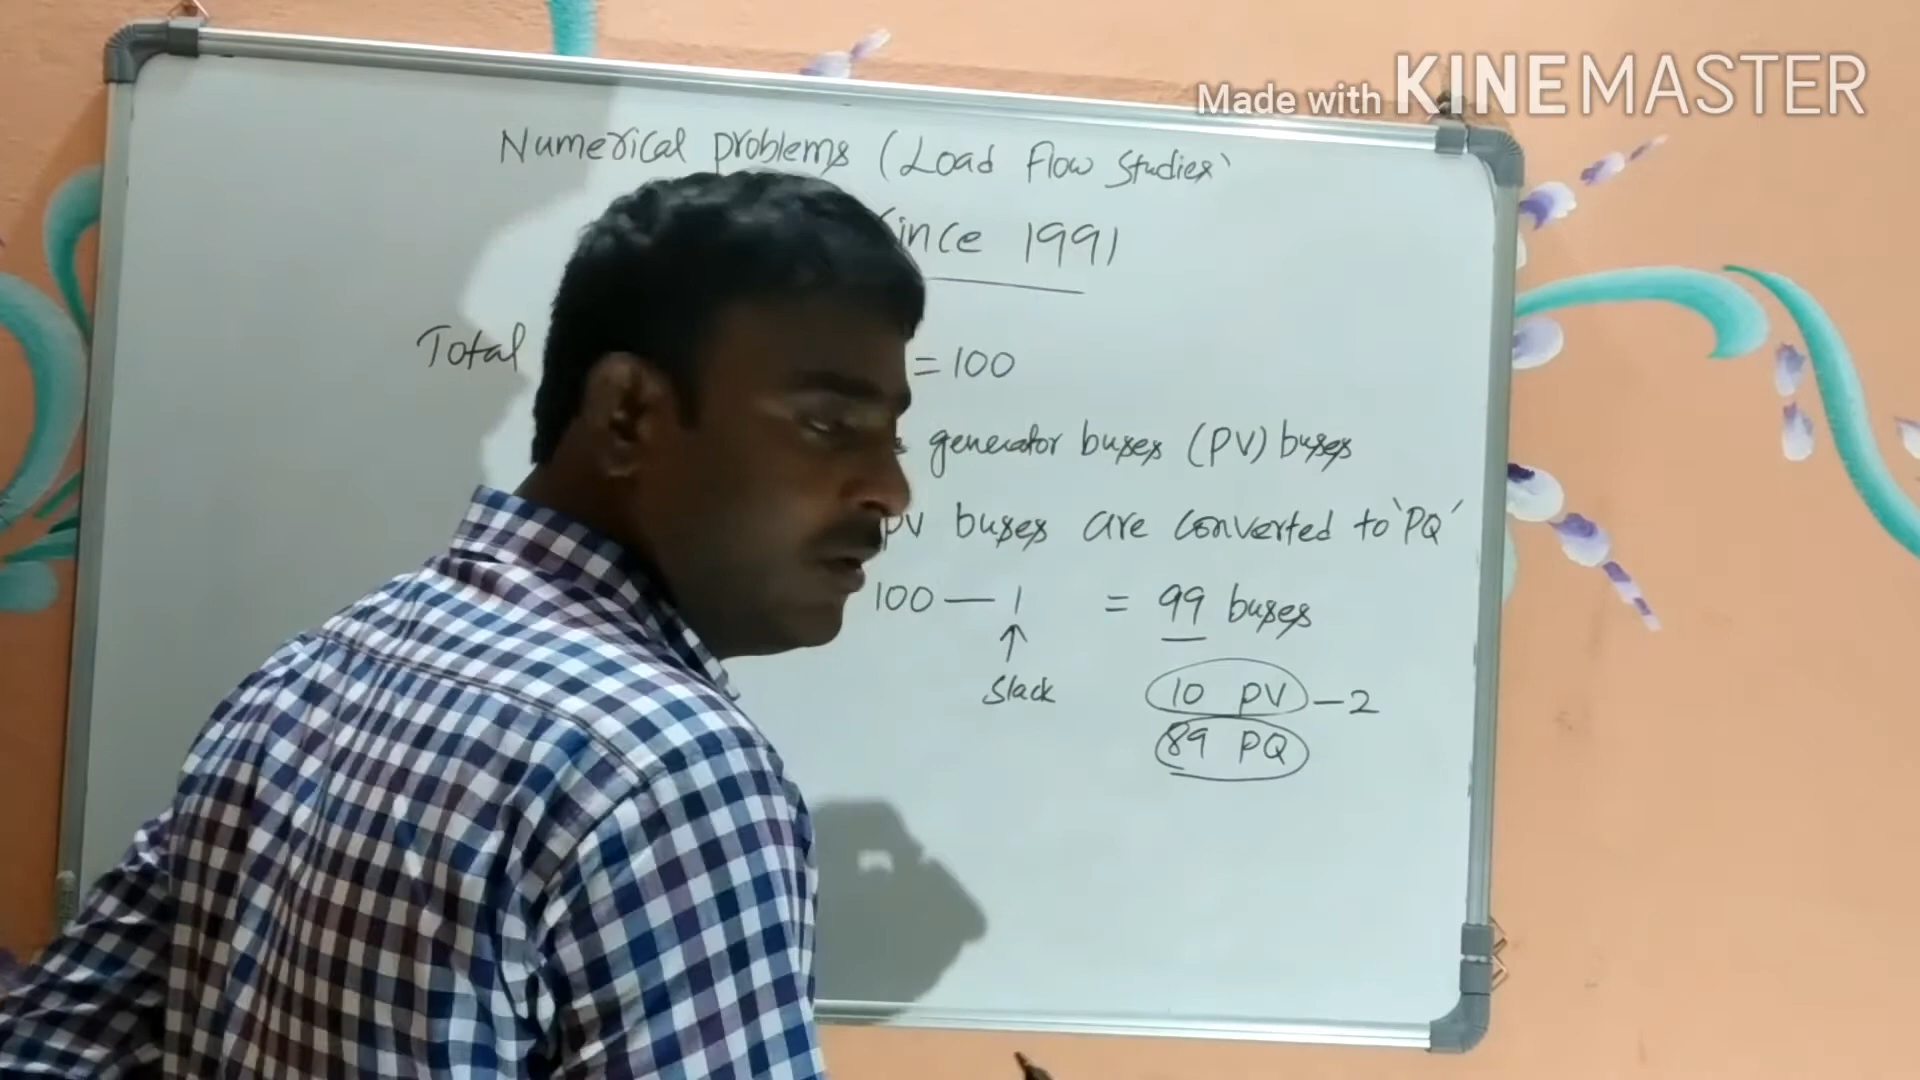 Made with KINEMASTER
Numerical problems (Load Flow Studies)
since 1991
Total = 100
generator buses (PV) buses
PV buses are converted to 'PQ'
100 — 1 = 99 buses
↑
Slack
10 PV — 2
89 PQ